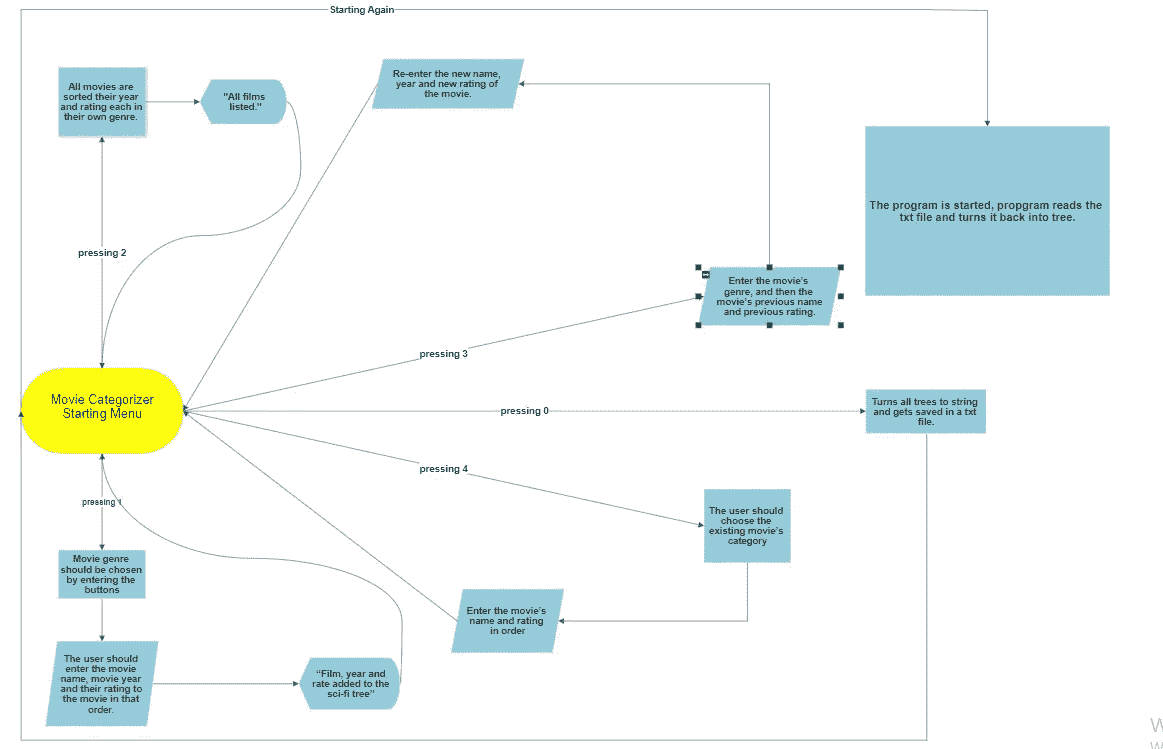 Starting Again
All movies are
sorted their year
and rating each in
their own genre.
"All films
listed."
Re-enter the new name,
year and new rating of
the movie.
The program is started, propgram reads the
txt file and turns it back into tree.
pressing 2
Enter the movie's
genre, and then the
movie's previous name
and previous rating.
pressing 3
Movie Categorizer
Starting Menu
pressing 0
Turns all trees to string
and gets saved in a txt
file.
pressing 4
The user should
choose the
existing movie's
category
pressing 1
Movie genre
should be chosen
by entering the
buttons
Enter the movie's
name and rating
in order
The user should
enter the movie
name, movie year
and their rating to
the movie in that
order.
"Film, year and
rate added to the
sci-fi tree"